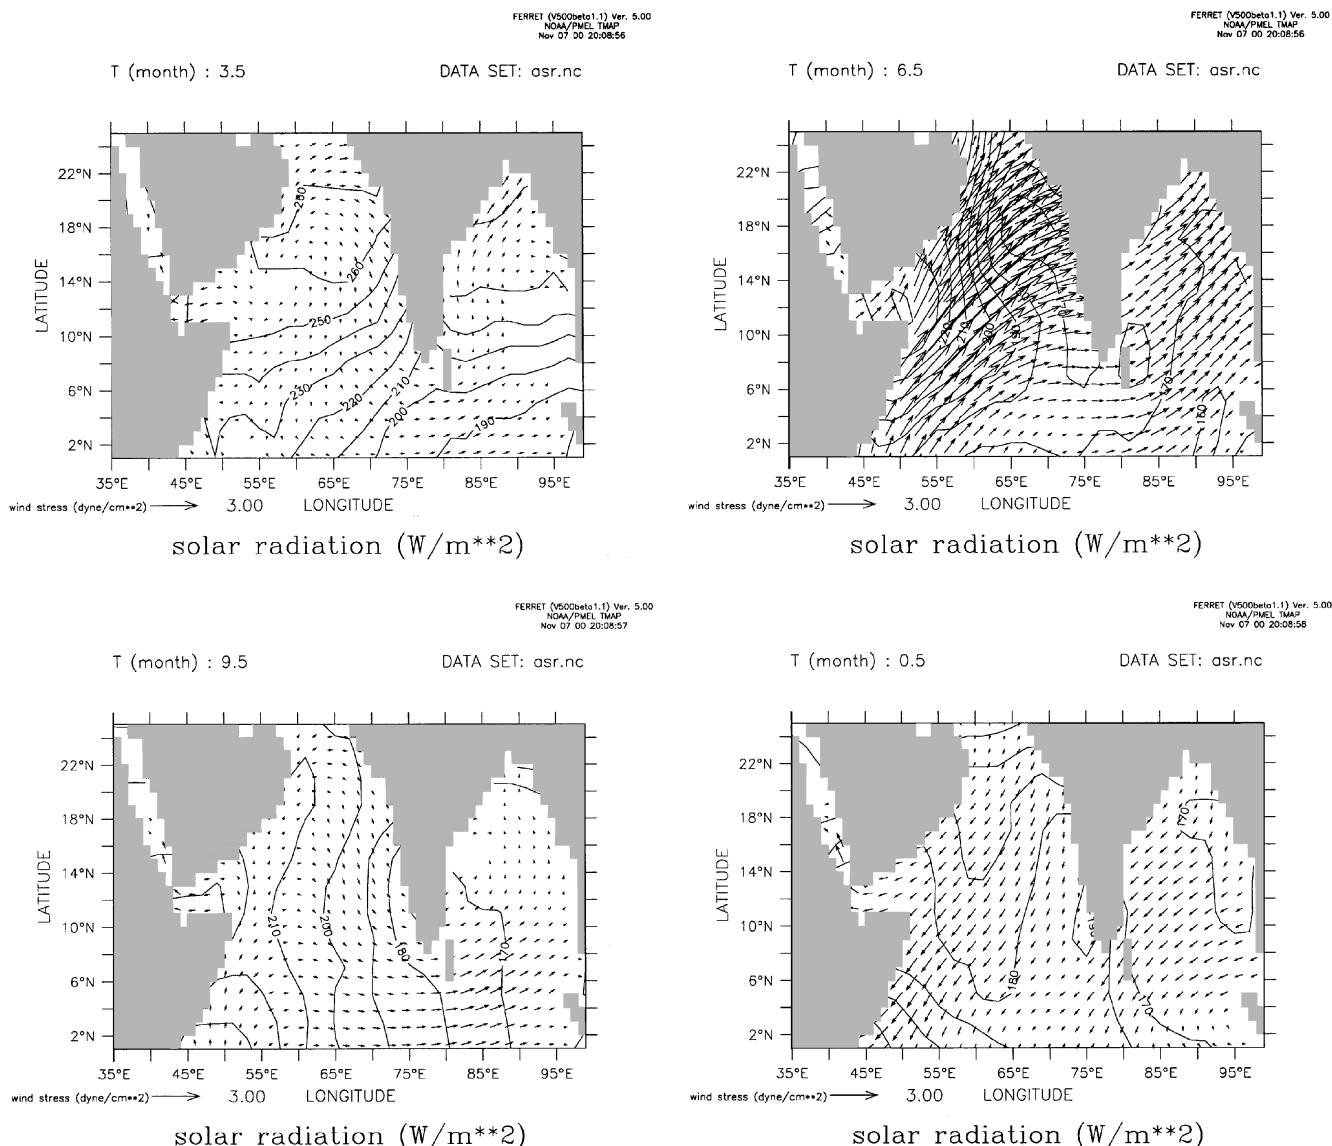 FERRET (V500beta1.1) Ver. 5.00
NOAA/PMEL TMAP
Nov 07 00 20:08:56
T (month) : 3.5
DATA SET: asr.nc
LATITUDE
22°N
18°N
14°N
10°N
6°N
2°N
260
260
250
230
220
210
200
190
35°E 45°E 55°E 65°E 75°E 85°E 95°E
wind stress (dyne/cm**2) 3.00 LONGITUDE
solar radiation (W/m**2)
FERRET (V500beta1.1) Ver. 5.00
NOAA/PMEL TMAP
Nov 07 00 20:08:56
T (month) : 6.5
DATA SET: asr.nc
LATITUDE
22°N
18°N
14°N
10°N
6°N
2°N
220
210
200
170
160
35°E 45°E 55°E 65°E 75°E 85°E 95°E
wind stress (dyne/cm**2) 3.00 LONGITUDE
solar radiation (W/m**2)
FERRET (V500beta1.1) Ver. 5.00
NOAA/PMEL TMAP
Nov 07 00 20:08:57
T (month) : 9.5
DATA SET: asr.nc
LATITUDE
22°N
18°N
14°N
10°N
6°N
2°N
210
200
180
170
35°E 45°E 55°E 65°E 75°E 85°E 95°E
wind stress (dyne/cm**2) 3.00 LONGITUDE
solar radiation (W/m**2)
FERRET (V500beta1.1) Ver. 5.00
NOAA/PMEL TMAP
Nov 07 00 20:08:58
T (month) : 0.5
DATA SET: asr.nc
LATITUDE
22°N
18°N
14°N
10°N
6°N
2°N
170
180
170
35°E 45°E 55°E 65°E 75°E 85°E 95°E
wind stress (dyne/cm**2) 3.00 LONGITUDE
solar radiation (W/m**2)